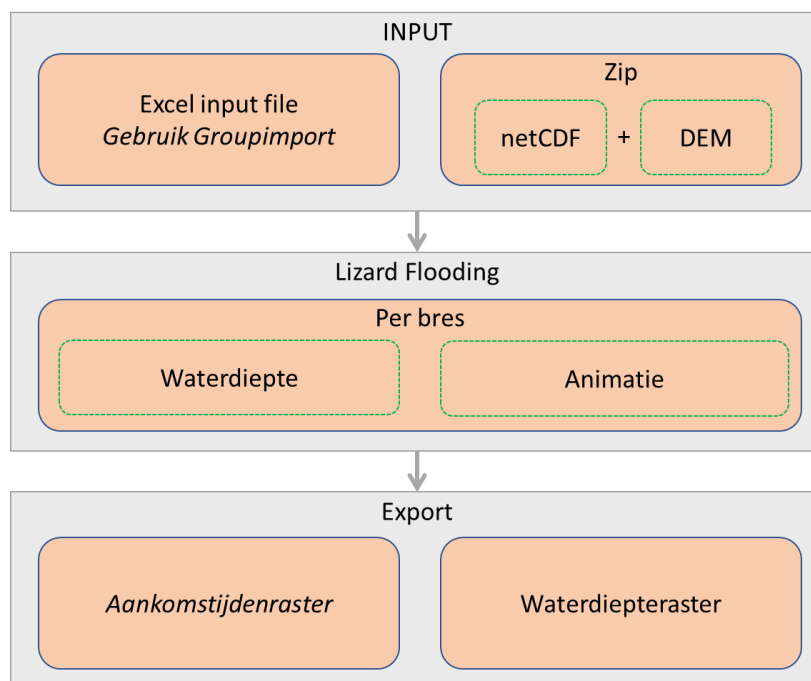 INPUT
Excel input file
Gebruik Groupimport
Zip
netCDF + DEM
Lizard Flooding
Per bres
Waterdiepte
Animatie
Export
Aankomstijdenraster
Waterdiepteraster